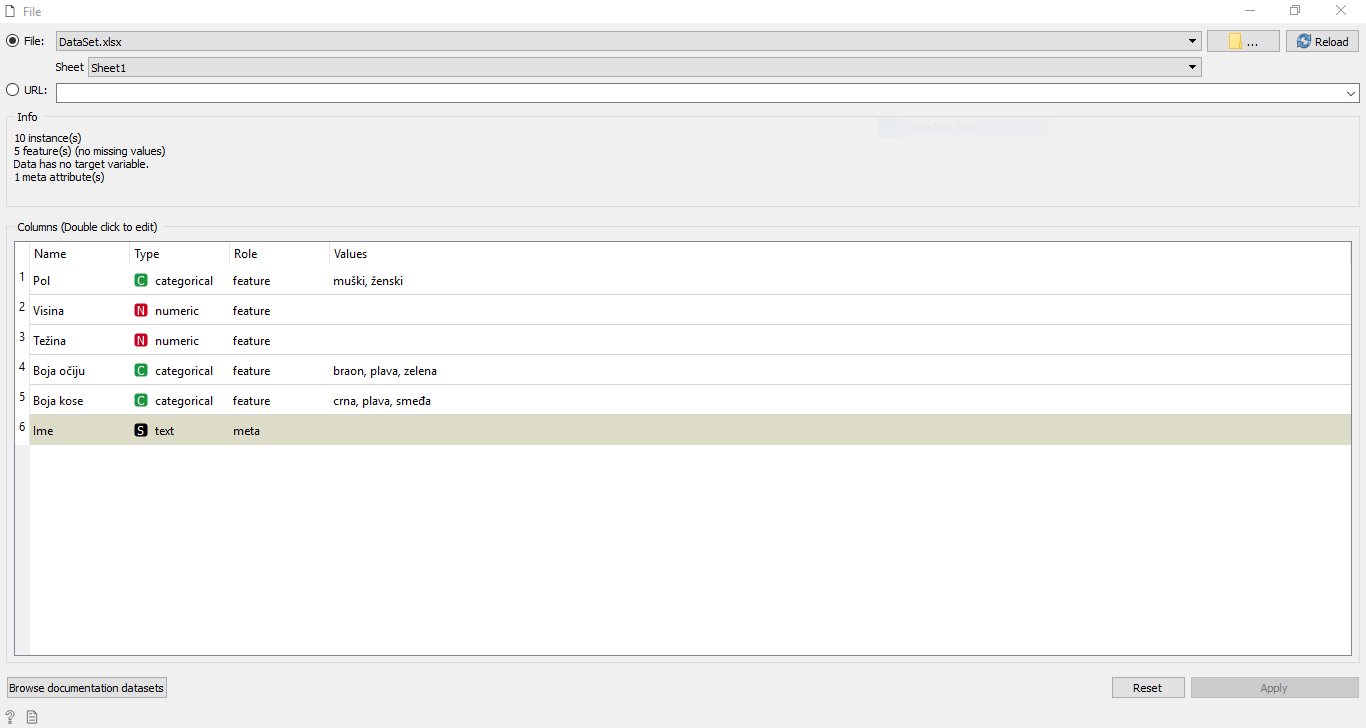 File
File: DataSet.xlsx ... Reload
Sheet Sheet1
URL:
Info
10 instance(s)
5 feature(s) (no missing values)
Data has no target variable.
1 meta attribute(s)
Columns (Double click to edit)
Name Type Role Values
1 Pol C categorical feature muški, ženski
2 Visina N numeric feature
3 Težina N numeric feature
4 Boja očiju C categorical feature braon, plava, zelena
5 Boja kose C categorical feature crna, plava, smeđa
6 Ime S text meta
Browse documentation datasets Reset Apply
?